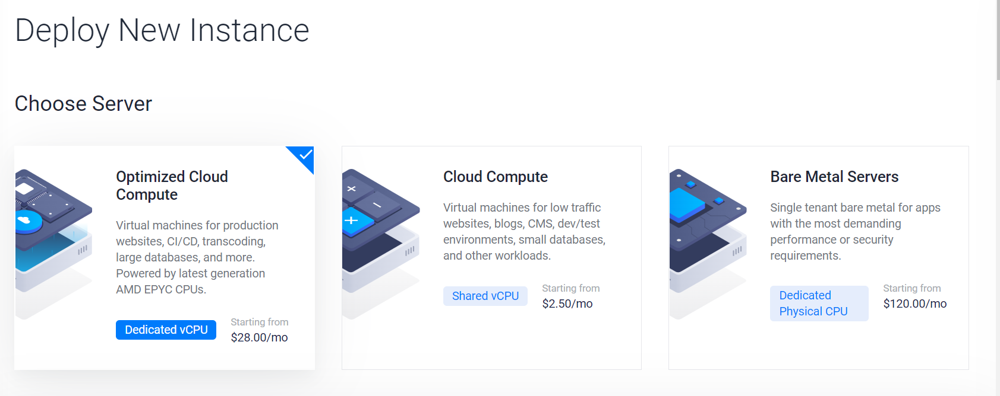 Deploy New Instance
Choose Server
Optimized Cloud
Compute
Virtual machines for production
websites, CI/CD, transcoding,
large databases, and more.
Powered by latest generation
AMD EPYC CPUs.
Dedicated vCPU
Starting from
$28.00/mo
Cloud Compute
Virtual machines for low traffic
websites, blogs, CMS, dev/test
environments, small databases,
and other workloads.
Shared vCPU
Starting from
$2.50/mo
Bare Metal Servers
Single tenant bare metal for apps
with the most demanding
performance or security
requirements.
Dedicated
Physical CPU
Starting from
$120.00/mo